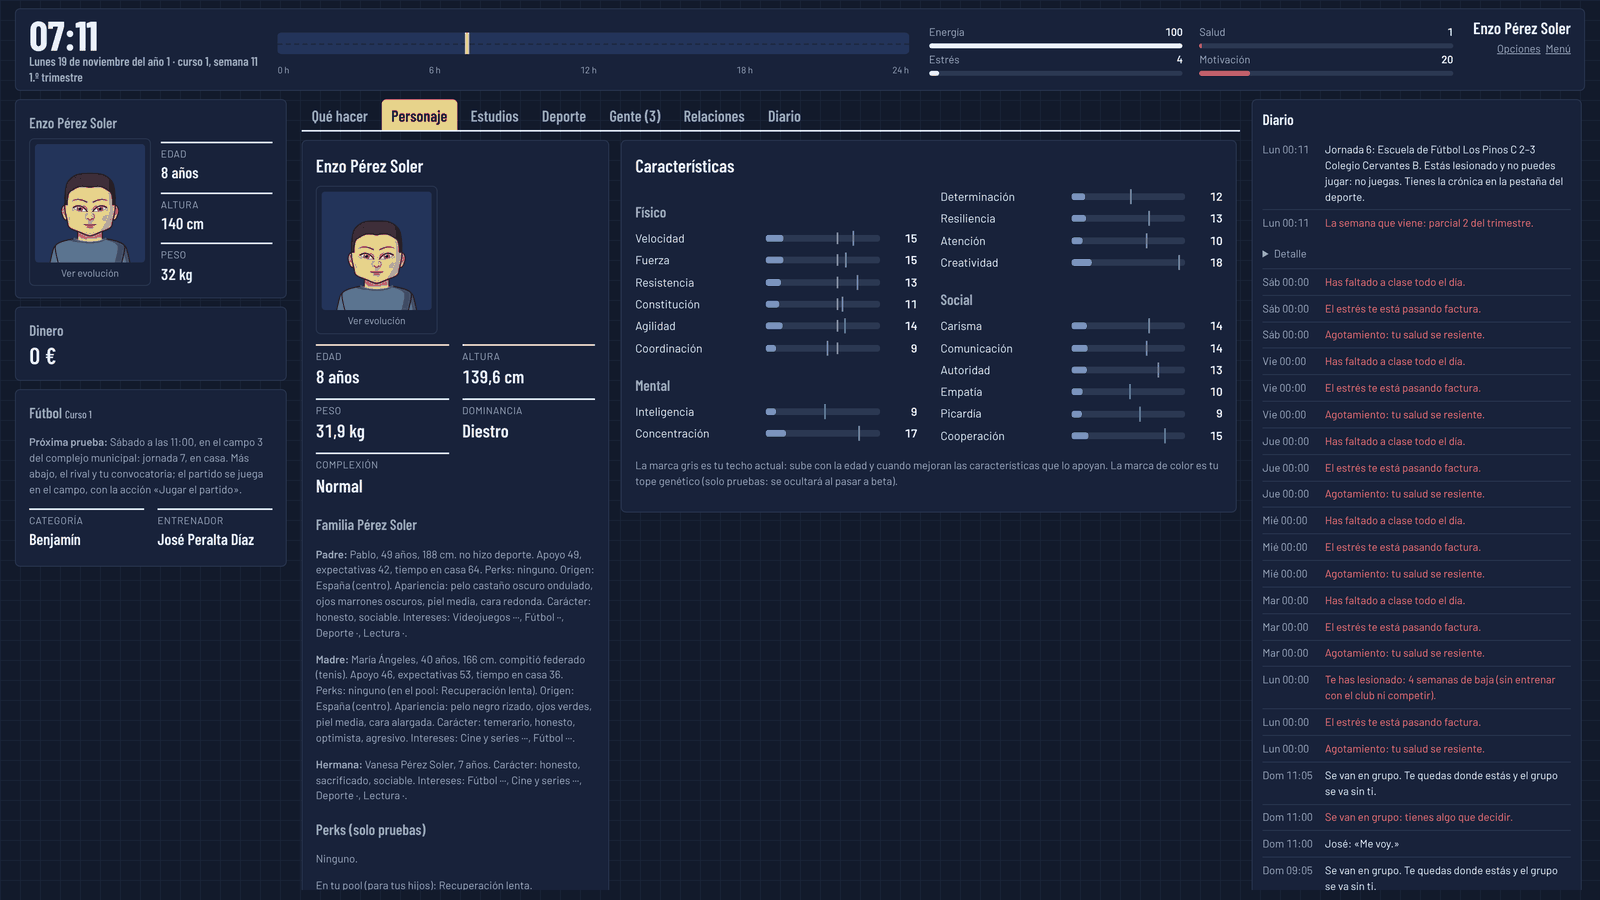 07:11
Lunes 19 de noviembre del año 1 · curso 1, semana 11
1.º trimestre
0 h
6 h
12 h
18 h
24 h
Energía 100
Estrés 4
Salud 1
Motivación 20
Enzo Pérez Soler
Opciones Menú
Enzo Pérez Soler
EDAD
8 años
ALTURA
140 cm
PESO
32 kg
Ver evolución
Dinero
0 €
Fútbol Curso 1
Próxima prueba: Sábado a las 11:00, en el campo 3
del complejo municipal: jornada 7, en casa. Más
abajo, el rival y tu convocatoria; el partido se juega
en el campo, con la acción «Jugar el partido».
CATEGORÍA
Benjamín
ENTRENADOR
José Peralta Díaz
Qué hacer
Personaje
Estudios
Deporte
Gente (3)
Relaciones
Diario
Enzo Pérez Soler
Ver evolución
EDAD
8 años
ALTURA
139,6 cm
PESO
31,9 kg
DOMINANCIA
Diestro
COMPLEXIÓN
Normal
Familia Pérez Soler
Padre: Pablo, 49 años, 188 cm. no hizo deporte. Apoyo 49,
expectativas 42, tiempo en casa 64. Perks: ninguno. Origen:
España (centro). Apariencia: pelo castaño oscuro ondulado,
ojos marrones oscuros, piel media, cara redonda. Carácter:
honesto, sociable. Intereses: Videojuegos ···, Fútbol ··,
Deporte ·, Lectura ·.
Madre: María Ángeles, 40 años, 166 cm. compitió federado
(tenis). Apoyo 46, expectativas 53, tiempo en casa 36.
Perks: ninguno (en el pool: Recuperación lenta). Origen:
España (centro). Apariencia: pelo negro rizado, ojos verdes,
piel media, cara alargada. Carácter: temerario, honesto,
optimista, agresivo. Intereses: Cine y series ···, Fútbol ···.
Hermana: Vanesa Pérez Soler, 7 años. Carácter: honesto,
sacrificado, sociable. Intereses: Fútbol ···, Cine y series ···,
Deporte ·, Lectura ·.
Perks (solo pruebas)
Ninguno.
En tu pool (para tus hijos): Recuperación lenta.
Características
Físico
Velocidad 15
Fuerza 15
Resistencia 13
Constitución 11
Agilidad 14
Coordinación 9
Mental
Inteligencia 9
Concentración 17
Determinación 12
Resiliencia 13
Atención 10
Creatividad 18
Social
Carisma 14
Comunicación 14
Autoridad 13
Empatía 10
Picardía 9
Cooperación 15
La marca gris es tu techo actual: sube con la edad y cuando mejoran las características que lo apoyan. La marca de color es tu
tope genético (solo pruebas: se ocultará al pasar a beta).
Diario
Lun 00:11 Jornada 6: Escuela de Fútbol Los Pinos C 2–3
Colegio Cervantes B. Estás lesionado y no puedes
jugar: no juegas. Tienes la crónica en la pestaña del
deporte.
Lun 00:11 La semana que viene: parcial 2 del trimestre.
▶ Detalle
Sáb 00:00 Has faltado a clase todo el día.
Sáb 00:00 El estrés te está pasando factura.
Sáb 00:00 Agotamiento: tu salud se resiente.
Vie 00:00 Has faltado a clase todo el día.
Vie 00:00 El estrés te está pasando factura.
Vie 00:00 Agotamiento: tu salud se resiente.
Jue 00:00 Has faltado a clase todo el día.
Jue 00:00 El estrés te está pasando factura.
Jue 00:00 Agotamiento: tu salud se resiente.
Mié 00:00 Has faltado a clase todo el día.
Mié 00:00 El estrés te está pasando factura.
Mié 00:00 Agotamiento: tu salud se resiente.
Mar 00:00 Has faltado a clase todo el día.
Mar 00:00 El estrés te está pasando factura.
Mar 00:00 Agotamiento: tu salud se resiente.
Lun 00:00 Te has lesionado: 4 semanas de baja (sin entrenar
con el club ni competir).
Lun 00:00 El estrés te está pasando factura.
Lun 00:00 Agotamiento: tu salud se resiente.
Dom 11:05 Se van en grupo. Te quedas donde estás y el grupo
se va sin ti.
Dom 11:00 Se van en grupo: tienes algo que decidir.
Dom 11:00 José: «Me voy.»
Dom 09:05 Se van en grupo. Te quedas donde estás y el grupo
se va sin ti.